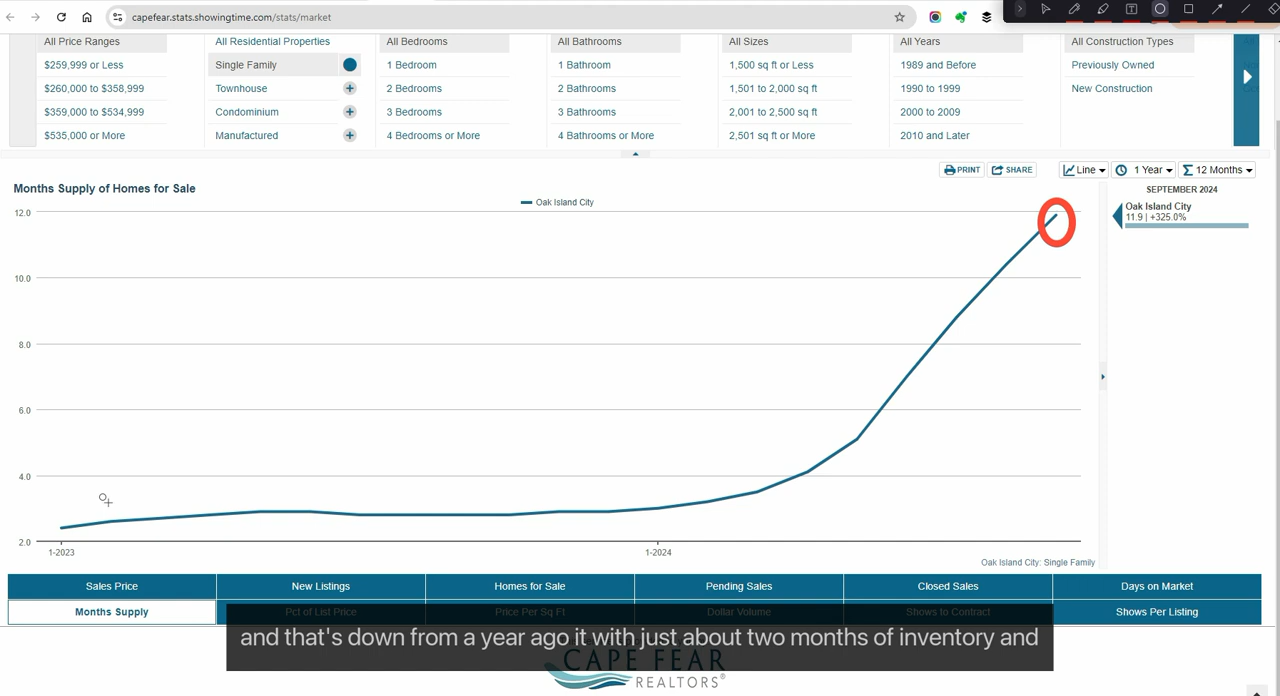 capefear.stats.showingtime.com/stats/market
All Price Ranges
$259,999 or Less
$260,000 to $358,999
$359,000 to $534,999
$535,000 or More
All Residential Properties
Single Family
Townhouse
Condominium
Manufactured
All Bedrooms
1 Bedroom
2 Bedrooms
3 Bedrooms
4 Bedrooms or More
All Bathrooms
1 Bathroom
2 Bathrooms
3 Bathrooms
4 Bathrooms or More
All Sizes
1,500 sq ft or Less
1,501 to 2,000 sq ft
2,001 to 2,500 sq ft
2,501 sq ft or More
All Years
1989 and Before
1990 to 1999
2000 to 2009
2010 and Later
All Construction Types
Previously Owned
New Construction
PRINT
SHARE
Line
1 Year
12 Months
Months Supply of Homes for Sale
Oak Island City
SEPTEMBER 2024
Oak Island City
11.9 | +325.0%
12.0
10.0
8.0
6.0
4.0
2.0
1-2023
1-2024
Oak Island City: Single Family
Sales Price
New Listings
Homes for Sale
Pending Sales
Closed Sales
Days on Market
Months Supply
Pct of List Price
Price Per Sq Ft
Dollar Volume
Shows to Contract
Shows Per Listing
and that's down from a year ago it with just about two months of inventory and
CAPE FEAR
REALTORS®